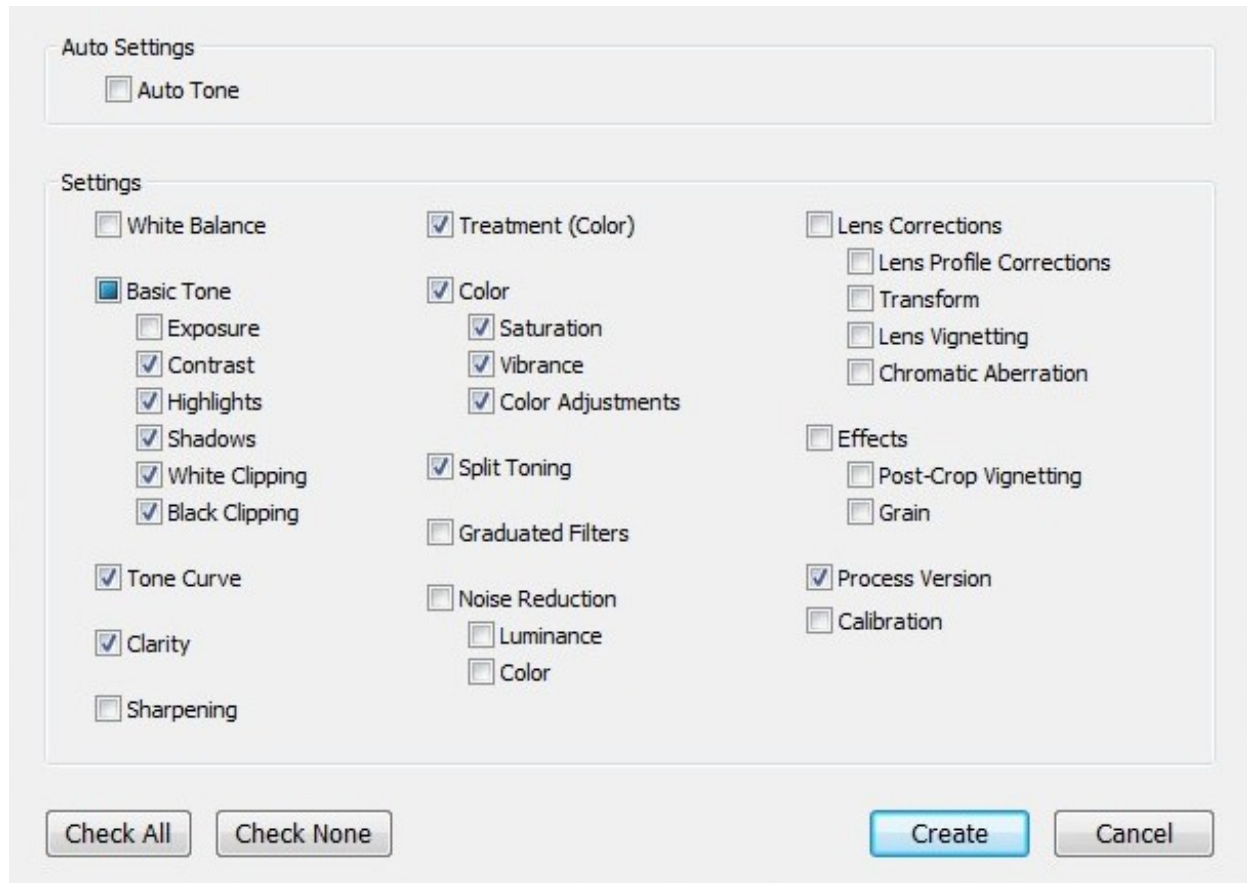 Auto Settings
Auto Tone
Settings
White Balance
Basic Tone
Exposure
Contrast
Highlights
Shadows
White Clipping
Black Clipping
Tone Curve
Clarity
Sharpening
Treatment (Color)
Color
Saturation
Vibrance
Color Adjustments
Split Toning
Graduated Filters
Noise Reduction
Luminance
Color
Lens Corrections
Lens Profile Corrections
Transform
Lens Vignetting
Chromatic Aberration
Effects
Post-Crop Vignetting
Grain
Process Version
Calibration
Check All
Check None
Create
Cancel